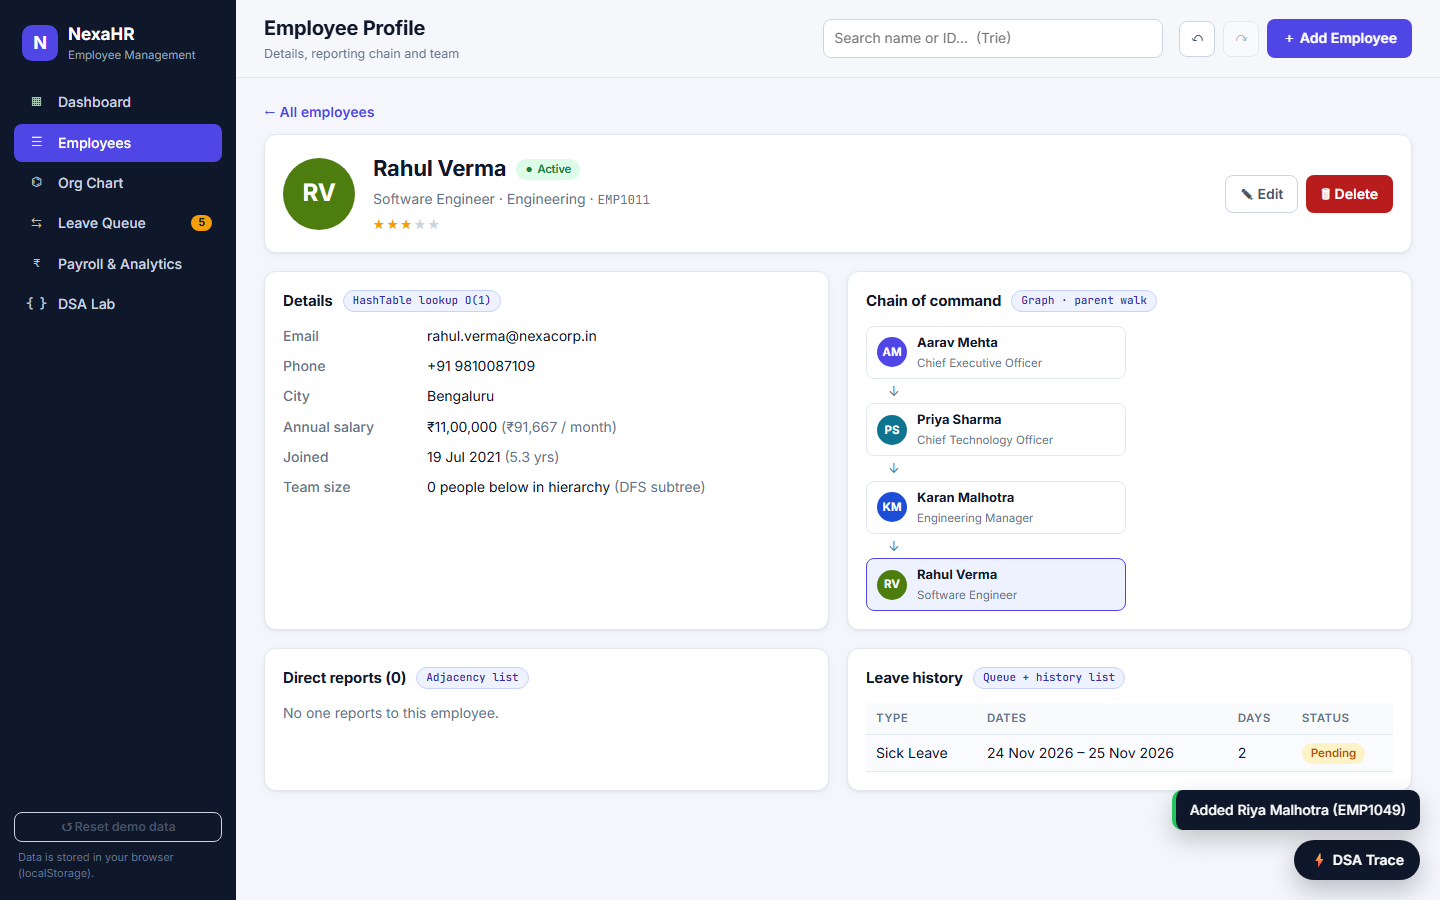 N
NexaHR
Employee Management
Dashboard
Employees
Org Chart
Leave Queue
5
₹ Payroll & Analytics
{ } DSA Lab
↺ Reset demo data
Data is stored in your browser
(localStorage).
Employee Profile
Details, reporting chain and team
Search name or ID... (Trie)
↶
↷
+ Add Employee
← All employees
RV
Rahul Verma
● Active
Software Engineer · Engineering · EMP1011
★★★★★
Edit
Delete
Details
HashTable lookup O(1)
Email
rahul.verma@nexacorp.in
Phone
+91 9810087109
City
Bengaluru
Annual salary
₹11,00,000 (₹91,667 / month)
Joined
19 Jul 2021 (5.3 yrs)
Team size
0 people below in hierarchy (DFS subtree)
Chain of command
Graph · parent walk
AM
Aarav Mehta
Chief Executive Officer
↓
PS
Priya Sharma
Chief Technology Officer
↓
KM
Karan Malhotra
Engineering Manager
↓
RV
Rahul Verma
Software Engineer
Direct reports (0)
Adjacency list
No one reports to this employee.
Leave history
Queue + history list
TYPE DATES DAYS STATUS
Sick Leave 24 Nov 2026 – 25 Nov 2026 2 Pending
Added Riya Malhotra (EMP1049)
DSA Trace